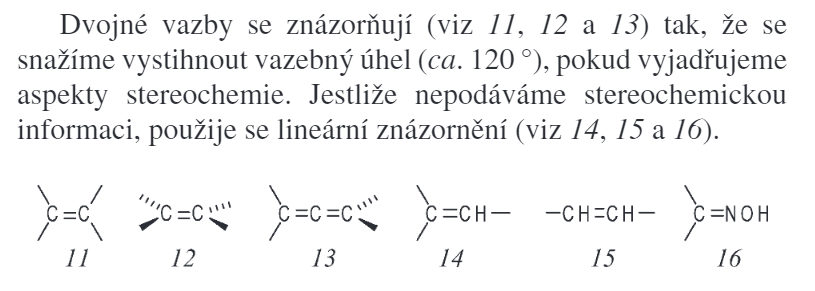 Dvojné vazby se znázorňují (viz 11, 12 a 13) tak, že se
snažíme vystihnout vazebný úhel (ca. 120 °), pokud vyjadřujeme
aspekty stereochemie. Jestliže nepodáváme stereochemickou
informaci, použije se lineární znázornění (viz 14, 15 a 16).
C=C C=C C=C=C C=CH− −CH=CH− C=NOH
11 12 13 14 15 16